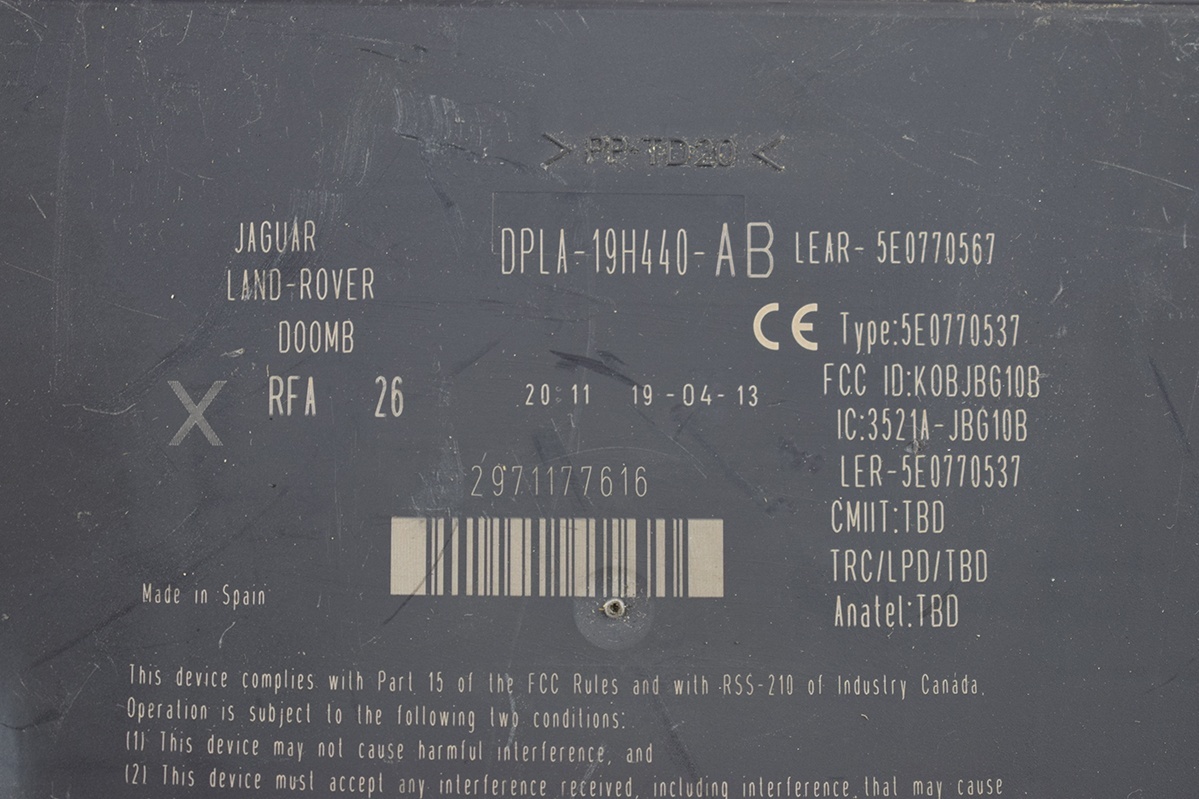 > PP-TD20 <
JAGUAR
LAND-ROVER
DOOMB
DPLA-19H440-AB LEAR- 5E0770567
CE Type:5E0770537
FCC ID:KOBJBG10B
IC:3521A-JBG10B
LER-5E0770537
CMIIT:TBD
TRC/LPD/TBD
Anatel:TBD
X RFA 26
20 11 19 -04- 13
2971177616
Made in Spain
This device complies with Part 15 of the FCC Rules and with RSS-210 of Industry Canada.
Operation is subject to the following two conditions:
(1) This device may not cause harmful interference, and
(2) This device must accept any interference received, including interference that may cause